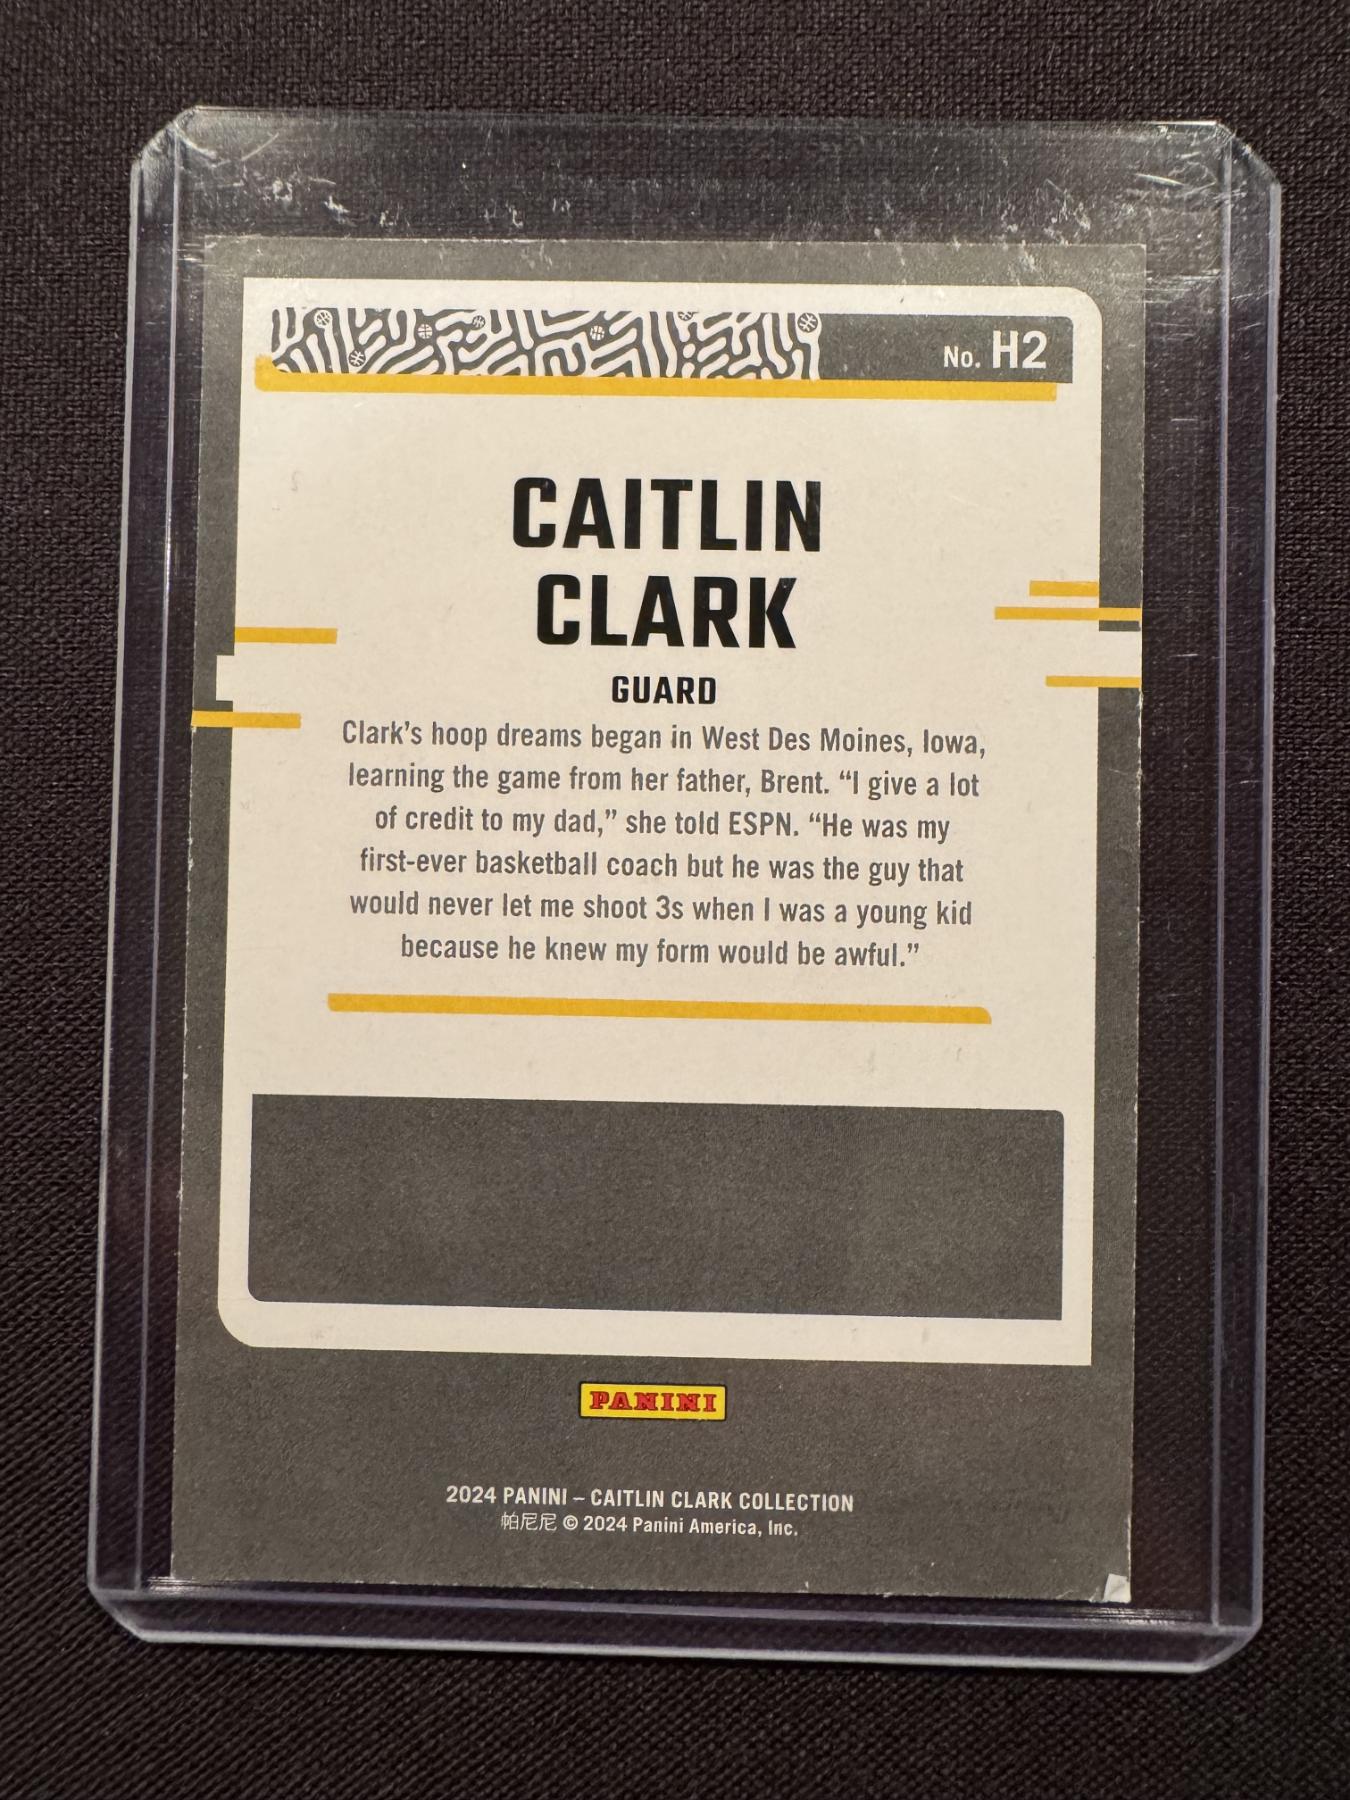 No. H2
CAITLIN
CLARK
GUARD
Clark’s hoop dreams began in West Des Moines, Iowa,
learning the game from her father, Brent. “I give a lot
of credit to my dad,” she told ESPN. “He was my
first-ever basketball coach but he was the guy that
would never let me shoot 3s when I was a young kid
because he knew my form would be awful.”
PANINI
2024 PANINI – CAITLIN CLARK COLLECTION
帕尼尼 © 2024 Panini America, Inc.